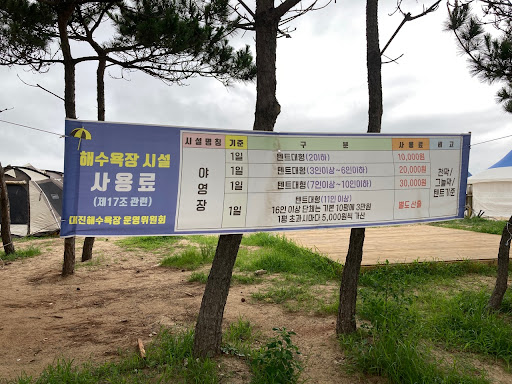 해수욕장 시설
사용료
(제17조 관련)
대진해수욕장 운영위원회
시설명칭 기준 구분 사용료 비고
야영장
1일 텐트대형(2이하) 10,000원
1일 텐트대형(3인이상~6인이하) 20,000원
1일 텐트대형(7인이상~10인이하) 30,000원
1일 텐트대형(11인 이상) 별도산출
16인 이상 단체는 기본 10평에 3만원
1평 초과시마다 5,000원씩 가산
천막/
그늘막/
텐트기준